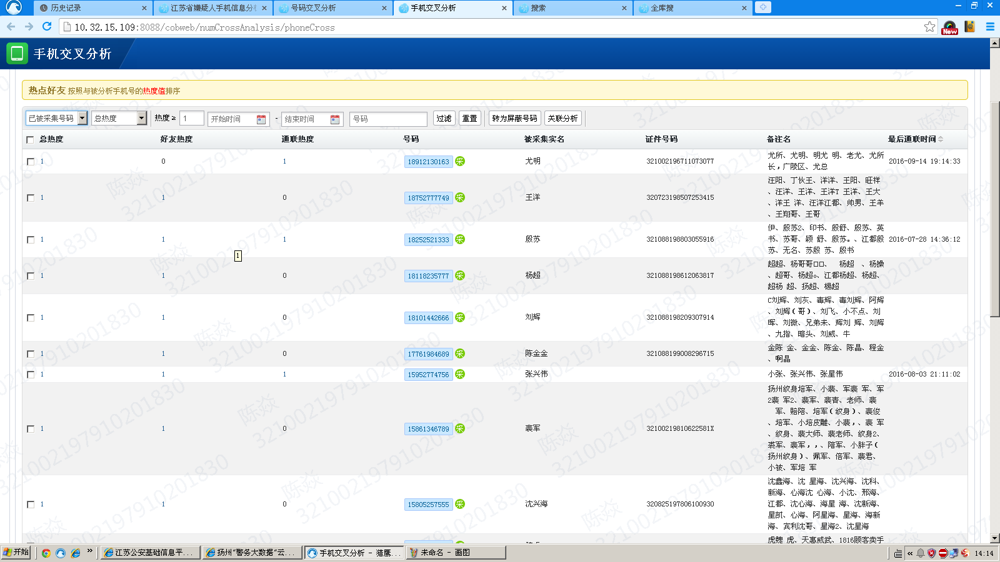 历史记录
江苏省嫌疑人手机信息分析
号码交叉分析
手机交叉分析
搜索
全库搜
10.32.15.109:8088/cobweb/numCrossAnalysis/phoneCross
New
手机交叉分析
热点好友 按照与被分析手机号的热度值排序
已被采集号码 总热度 热度 ≥ 1 开始时间 - 结束时间 号码 过滤 重置 转为屏蔽号码 关联分析
总热度 好友热度 通联热度 号码 被采集实名 证件号码 备注名 最后通联时间
1 0 1 18912130163 采 尤明 321002196711073077 尤所、尤明、明尤 明、老尤、尤所
长,广陵区、尤总 2016-09-14 19:14:33
1 1 0 18752777749 采 王洋 320723198507253415 汪阳、丁伙王、洋洋、王阳、旺祥
、汪洋、王洋、王洋T 王洋、王大
、洋王 洋、汪洋江都、帅男、王羊
、王翔哥、王哥
1 1 1 18252521333 采 殷苏 321088198803055916 伊、殷苏2、印书、殷舒、殷苏、英
书、苏哥、颖 舒、殷苏。、江都殷
苏、无名、苏殷 苏、殷书 2016-07-28 14:36:12
1
1 1 0 18118235777 采 杨超 321088198612063817 超超、杨哥哥□□、 杨超 、杨操
、超哥、杨超。、江都杨超、杨超、
超杨 超、扬超、楊超
1 1 0 18101442666 采 刘辉 321088198209307914 C刘辉、刘灰、毒辉、毒刘辉、阿辉
、刘辉(哥)、刘飞、小不点、刘
晖、刘微、兄弟未、辉刘 辉、刘辉
、九指、暗头、刘威、牛
1 1 0 17761984689 采 陈金金 321088199008296715 金陈 金、金金、陈金、陈晶、程金
、啊晶
1 1 1 15952774756 采 张兴伟 小张、张兴伟、张星伟 2016-08-03 21:11:02
1 1 0 15861346789 采 裴军 32100219810622581X 扬州纹身培军、小裴、军裴 军、军
2裴 军2、裴军、裴青、老师、裴
军、赔陪、培军(纹身)、裴俊
、培军、小培皮雕、小裴,、裴 军
、纹身、裴大师、裴老师、纹身2、
裘军、裴军,,、陪军、小胖子(
扬州纹身)、佩军、倍军、裴君、
小被、军培 军
1 1 0 15805257555 采 沈兴海 320825197806100930 沈鑫海、沈 星海、沈兴海、沈科、
新海、心海沈 心海、小沈、邢海、
江都、沈心海、海星 海、沈新海、
星凯、心海、阿星海、星海、海新
海、宾利沈哥、星海2、沈星海
虎魏 虎、天惠威武、1816顾客卖手
陈焱
321002197910201830
开始
江苏公安基础信息平...
扬州“警务大数据”云...
手机交叉分析 - 猎鹰...
未命名 - 画图
14:14